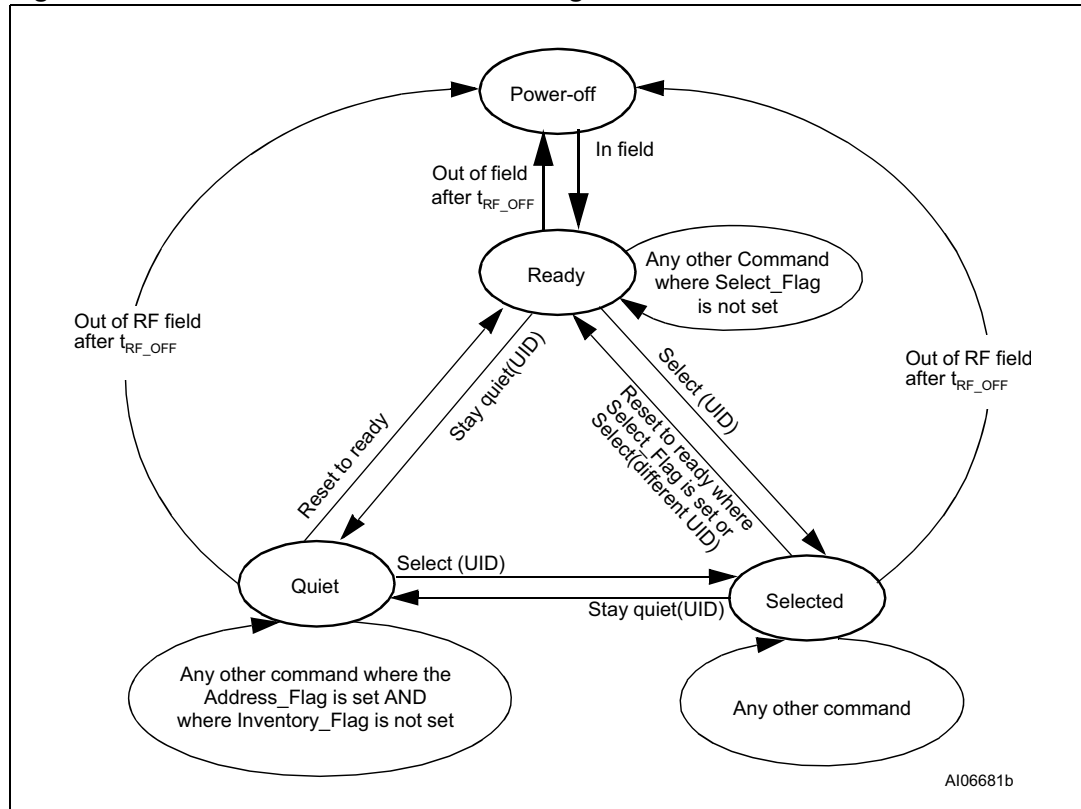 Power-off
In field
Out of field
after tRF_OFF
Ready
Any other Command
where Select_Flag
is not set
Out of RF field
after tRF_OFF
Out of RF field
after tRF_OFF
Reset to ready
Stay quiet(UID)
Select (UID)
Reset to ready where
Select_Flag is set or
Select(different UID)
Quiet
Select (UID)
Stay quiet(UID)
Selected
Any other command where the
Address_Flag is set AND
where Inventory_Flag is not set
Any other command
AI06681b